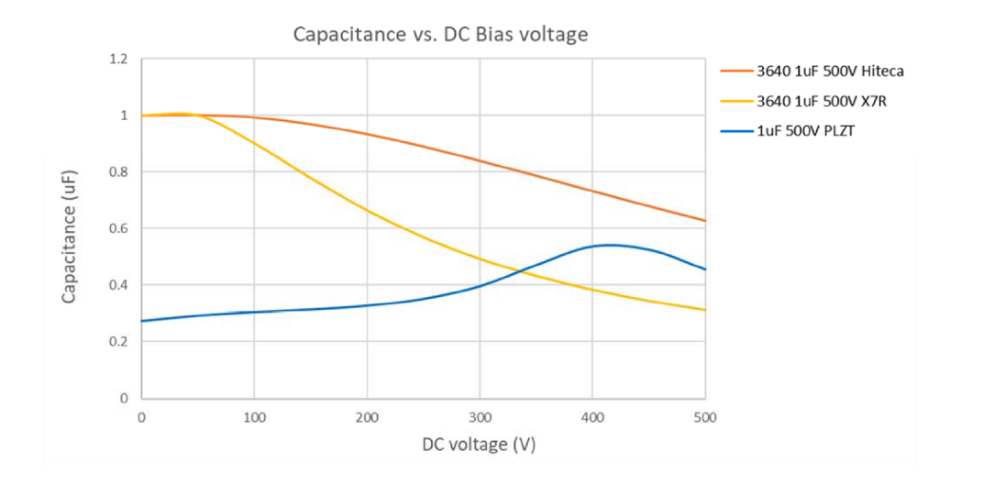 Capacitance vs. DC Bias voltage
1.2
1
0.8
0.6
0.4
0.2
0
Capacitance (uF)
0 100 200 300 400 500
DC voltage (V)
3640 1uF 500V Hiteca
3640 1uF 500V X7R
1uF 500V PLZT